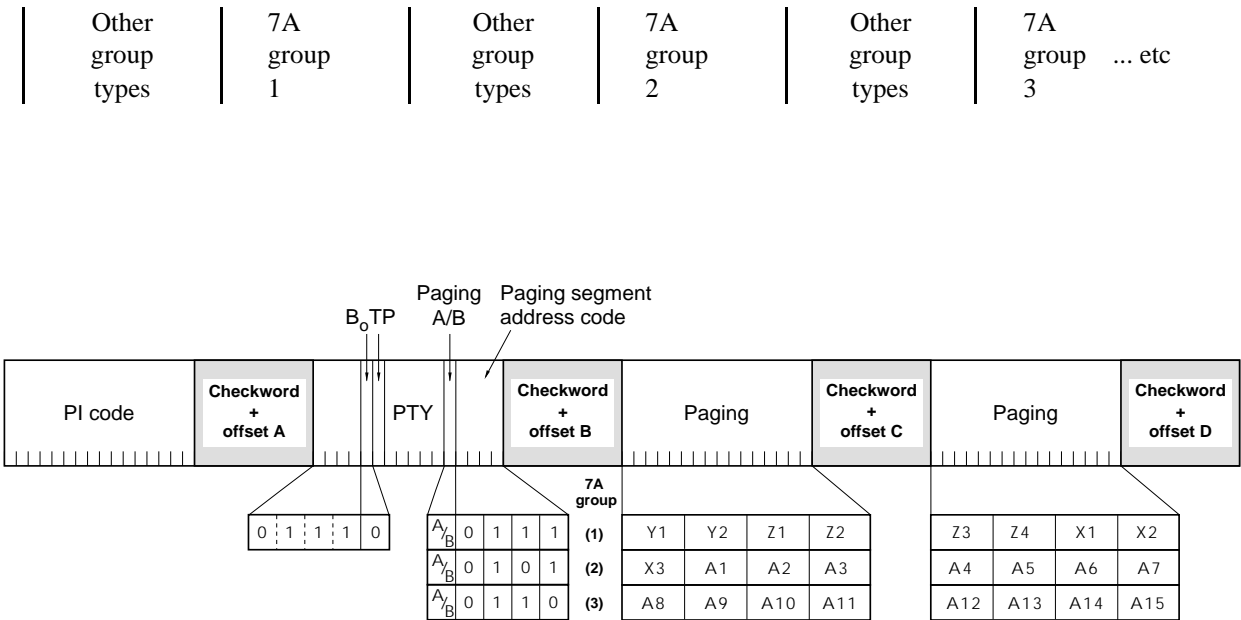 Other 7A Other 7A Other 7A
group group group group group group ... etc
types 1 types 2 types 3
Paging Paging segment
BoTP A/B address code
PI code Checkword + offset A PTY Checkword + offset B Paging Checkword + offset C Paging Checkword + offset D
7A
group
0 1 1 1 0 A/B 0 1 1 1 (1) Y1 Y2 Z1 Z2 Z3 Z4 X1 X2
A/B 0 1 0 1 (2) X3 A1 A2 A3 A4 A5 A6 A7
A/B 0 1 1 0 (3) A8 A9 A10 A11 A12 A13 A14 A15